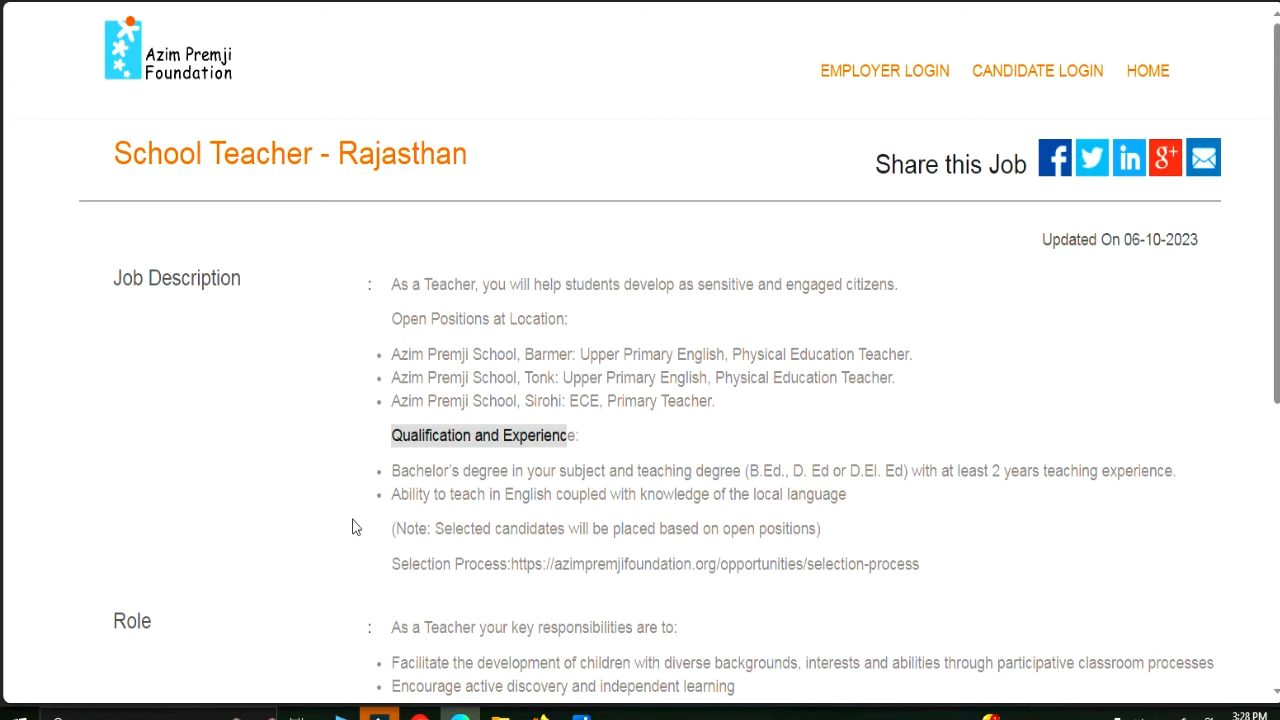 Azim Premji
Foundation
EMPLOYER LOGIN CANDIDATE LOGIN HOME
School Teacher - Rajasthan
Share this Job
Updated On 06-10-2023
Job Description : As a Teacher, you will help students develop as sensitive and engaged citizens.
Open Positions at Location:
• Azim Premji School, Barmer: Upper Primary English, Physical Education Teacher.
• Azim Premji School, Tonk: Upper Primary English, Physical Education Teacher.
• Azim Premji School, Sirohi: ECE, Primary Teacher.
Qualification and Experience:
• Bachelor's degree in your subject and teaching degree (B.Ed., D. Ed or D.El. Ed) with at least 2 years teaching experience.
• Ability to teach in English coupled with knowledge of the local language
(Note: Selected candidates will be placed based on open positions)
Selection Process:https://azimpremjifoundation.org/opportunities/selection-process
Role : As a Teacher your key responsibilities are to:
• Facilitate the development of children with diverse backgrounds, interests and abilities through participative classroom processes
• Encourage active discovery and independent learning
3:28 PM